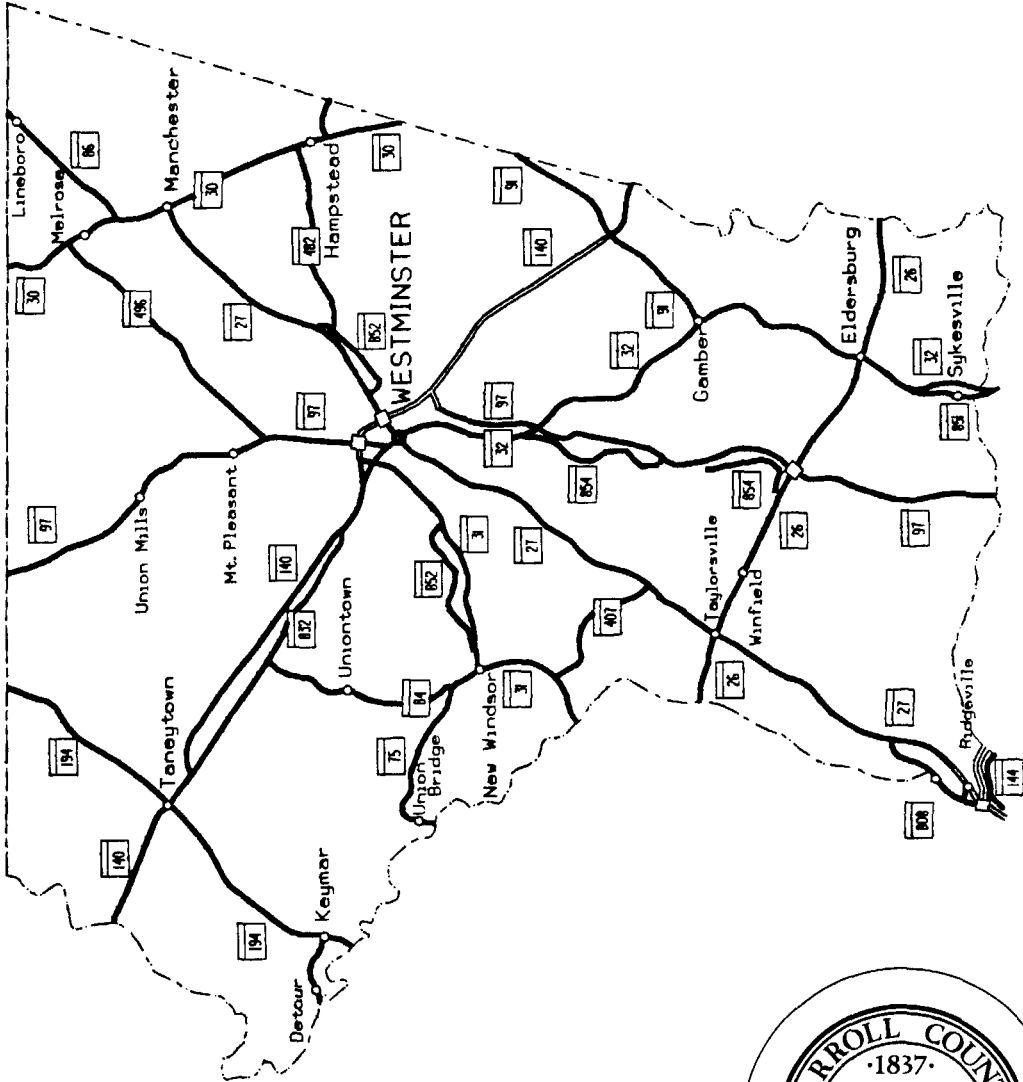 Lineboro
86
Melrose
30
Manchester
30
496
27
482
Hampstead
30
852
WESTMINSTER
91
140
97
Union Mills
97
Mt. Pleasant
140
832
Uniontown
852
31
32
97
854
32
91
Gamber
Eldersburg
26
32
Sykesville
851
854
26
97
Taylorsville
Winfield
26
27
407
31
84
New Windsor
75
Union
Bridge
194
Taneytown
140
194
Keymar
Detour
27
Ridgeville
808
144
RROLL COUN
·1837·